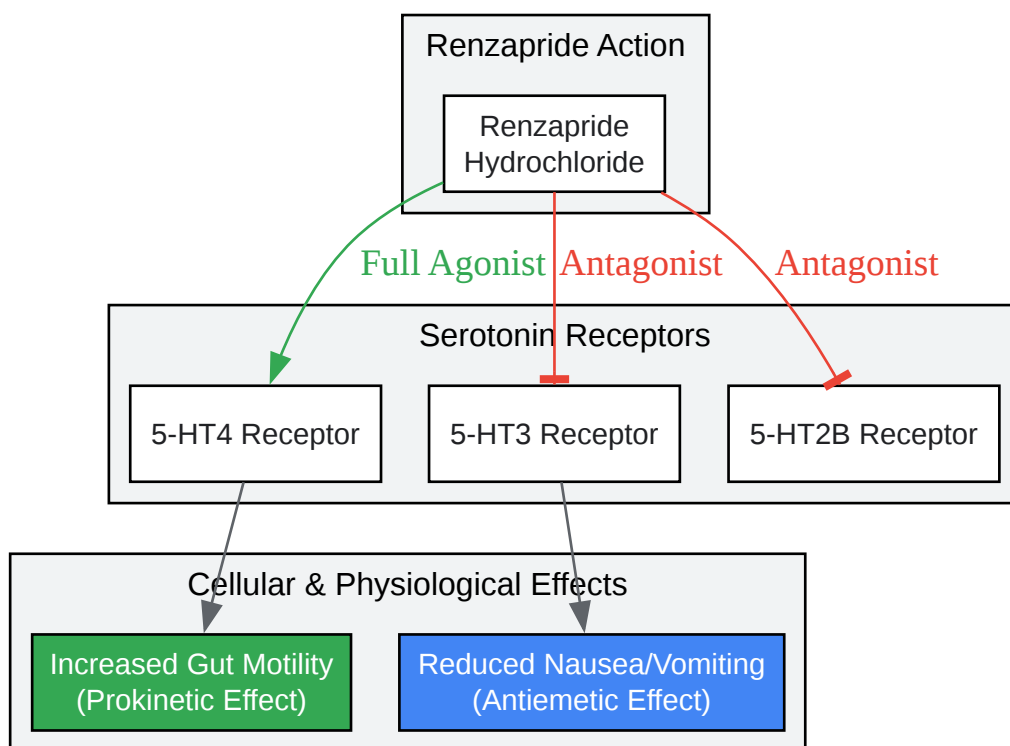 Renzapride Action
Renzapride
Hydrochloride
Full Agonist
Antagonist
Antagonist
Serotonin Receptors
5-HT4 Receptor
5-HT3 Receptor
5-HT2B Receptor
Cellular & Physiological Effects
Increased Gut Motility
(Prokinetic Effect)
Reduced Nausea/Vomiting
(Antiemetic Effect)